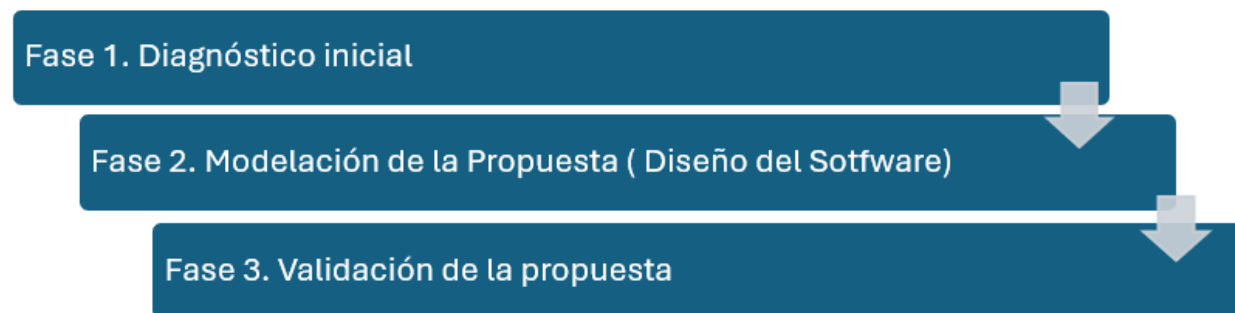 Fase 1. Diagnóstico inicial
Fase 2. Modelación de la Propuesta ( Diseño del Sotfware)
Fase 3. Validación de la propuesta